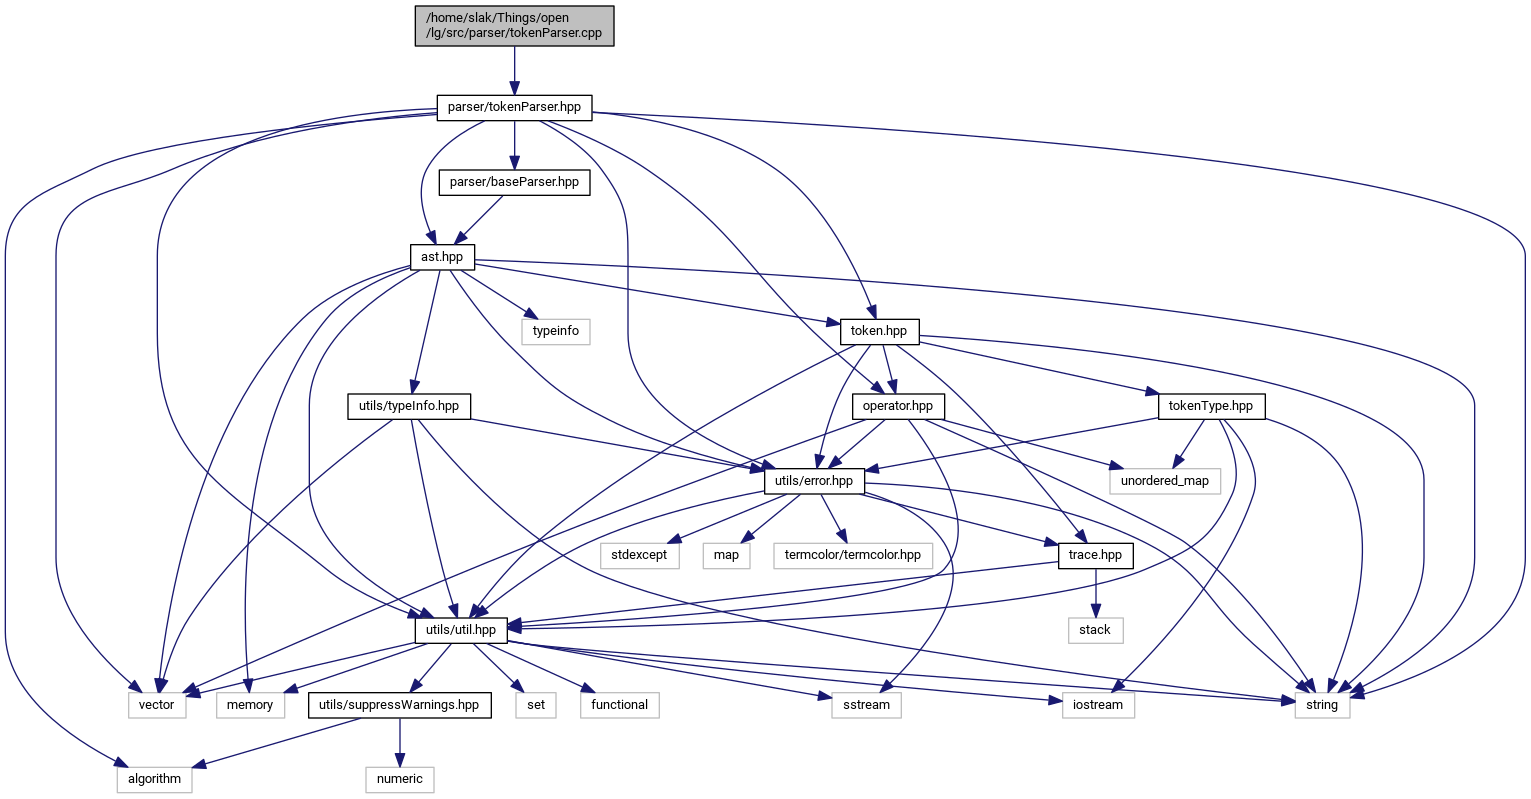 /home/slak/Things/open
/lg/src/parser/tokenParser.cpp
parser/tokenParser.hpp
parser/baseParser.hpp
ast.hpp
typeinfo
token.hpp
utils/typeInfo.hpp
operator.hpp
tokenType.hpp
utils/error.hpp
unordered_map
stdexcept
map
termcolor/termcolor.hpp
trace.hpp
utils/util.hpp
stack
vector
memory
utils/suppressWarnings.hpp
set
functional
sstream
iostream
string
algorithm
numeric